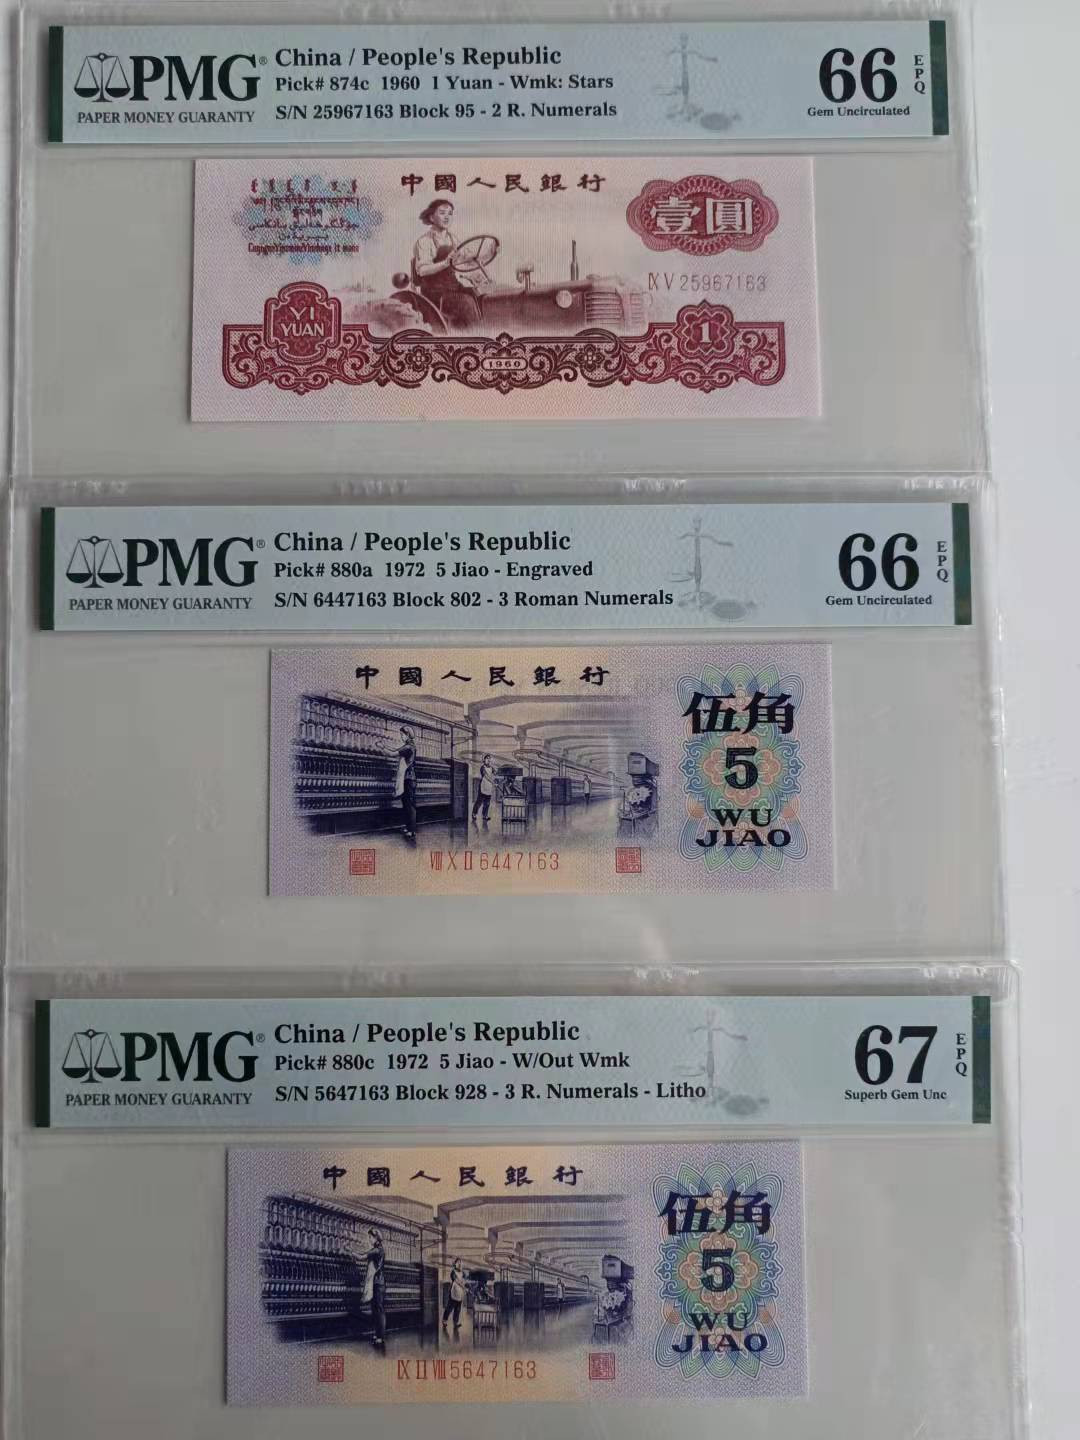 PMG®
PAPER MONEY GUARANTY
China / People's Republic
Pick# 874c 1960 1 Yuan - Wmk: Stars
S/N 25967163 Block 95 - 2 R. Numerals
66 EPQ
Gem Uncirculated
中國人民銀行
壹圓
ⅨⅤ25967163
YI
YUAN
1
1960
PMG®
PAPER MONEY GUARANTY
China / People's Republic
Pick# 880a 1972 5 Jiao - Engraved
S/N 6447163 Block 802 - 3 Roman Numerals
66 EPQ
Gem Uncirculated
中國人民銀行
伍角
5
WU
JIAO
ⅧⅩⅡ6447163
PMG®
PAPER MONEY GUARANTY
China / People's Republic
Pick# 880c 1972 5 Jiao - W/Out Wmk
S/N 5647163 Block 928 - 3 R. Numerals - Litho
67 EPQ
Superb Gem Unc
中國人民銀行
伍角
5
WU
JIAO
ⅨⅡⅧ5647163